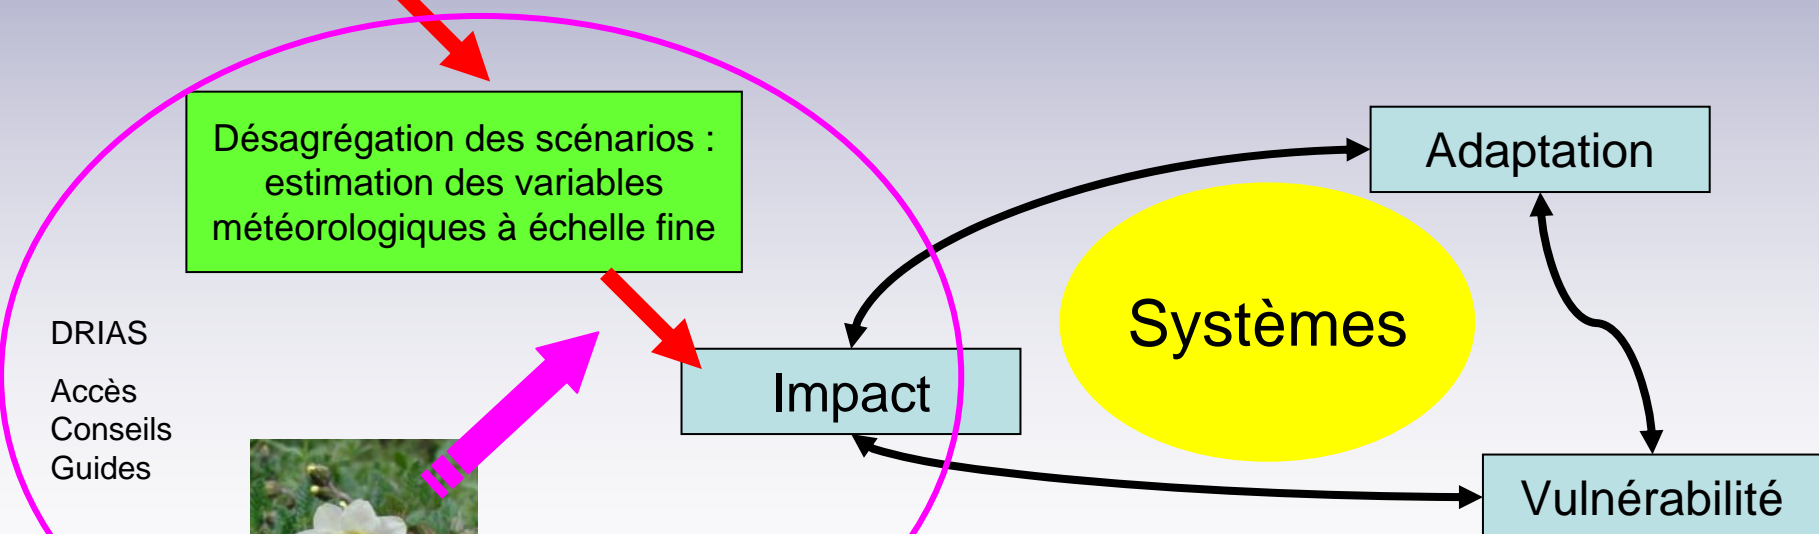 Désagrégation des scénarios :
estimation des variables
météorologiques à échelle fine
Adaptation
Systèmes
DRIAS
Accès
Conseils
Guides
Impact
Vulnérabilité